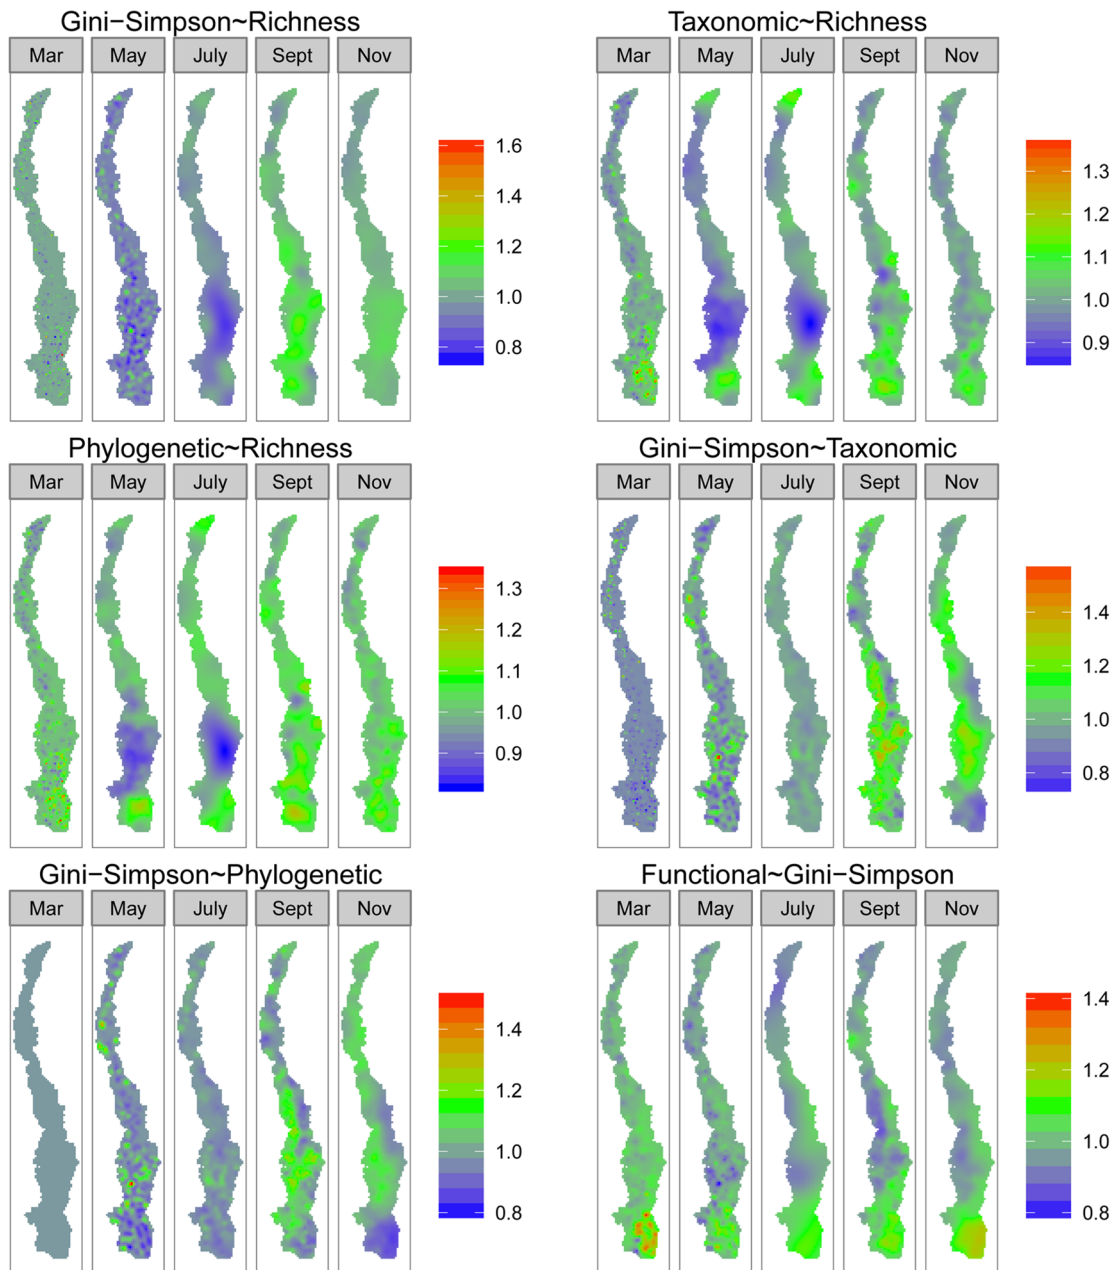 Gini−Simpson~Richness
Mar May July Sept Nov
1.6
1.4
1.2
1.0
0.8
Taxonomic~Richness
Mar May July Sept Nov
1.3
1.2
1.1
1.0
0.9
Phylogenetic~Richness
Mar May July Sept Nov
1.3
1.2
1.1
1.0
0.9
Gini−Simpson~Taxonomic
Mar May July Sept Nov
1.4
1.2
1.0
0.8
Gini−Simpson~Phylogenetic
Mar May July Sept Nov
1.4
1.2
1.0
0.8
Functional~Gini−Simpson
Mar May July Sept Nov
1.4
1.2
1.0
0.8